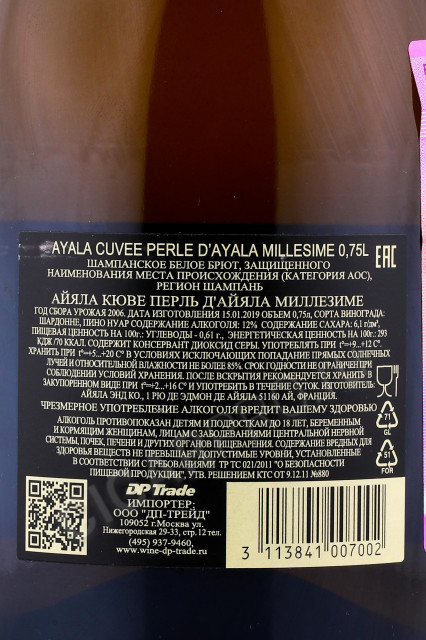 AYALA CUVEE PERLE D'AYALA MILLESIME 0,75L
EAC
ШАМПАНСКОЕ БЕЛОЕ БРЮТ, ЗАЩИЩЕННОГО
НАИМЕНОВАНИЯ МЕСТА ПРОИСХОЖДЕНИЯ (КАТЕГОРИЯ АОС),
РЕГИОН ШАМПАНЬ
АЙЯЛА КЮВЕ ПЕРЛЬ Д'АЙЯЛА МИЛЛЕЗИМЕ
ГОД СБОРА УРОЖАЯ 2006. ДАТА ИЗГОТОВЛЕНИЯ 15.01.2019 ОБЪЕМ 0,75л, СОРТА ВИНОГРАДА:
ШАРДОННЕ, ПИНО НУАР СОДЕРЖАНИЕ АЛКОГОЛЯ: 12% СОДЕРЖАНИЕ САХАРА: 6,1 г/дм³,
ПИЩЕВАЯ ЦЕННОСТЬ НА 100г.: УГЛЕВОДЫ - 0,61 г., ЭНЕРГЕТИЧЕСКАЯ ЦЕННОСТЬ НА 100г.: 293
КДЖ /70 ККАЛ. СОДЕРЖИТ КОНСЕРВАНТ ДИОКСИД СЕРЫ. УПОТРЕБЛЯТЬ ПРИ t°=+9...+12 С°.
ХРАНИТЬ ПРИ t°=+5...+20 С° В УСЛОВИЯХ ИСКЛЮЧАЮЩИХ ПОПАДАНИЕ ПРЯМЫХ СОЛНЕЧНЫХ
ЛУЧЕЙ И ОТНОСИТЕЛЬНОЙ ВЛАЖНОСТИ НЕ БОЛЕЕ 85%. СРОК ГОДНОСТИ НЕ ОГРАНИЧЕН ПРИ
СОБЛЮДЕНИИ УСЛОВИЙ ХРАНЕНИЯ. ПОСЛЕ ВСКРЫТИЯ РЕКОМЕНДУЕТСЯ ХРАНИТЬ В
ЗАКУПОРЕННОМ ВИДЕ ПРИ t°=+2...+16 С° И УПОТРЕБИТЬ В ТЕЧЕНИЕ СУТОК. ИЗГОТОВИТЕЛЬ:
АЙЯЛА ЭНД КО., 1 РЮ ДЕ ЭДМОН ДЕ АЙЯЛА 51160 АЙ, ФРАНЦИЯ.
ЧРЕЗМЕРНОЕ УПОТРЕБЛЕНИЕ АЛКОГОЛЯ ВРЕДИТ ВАШЕМУ ЗДОРОВЬЮ
АЛКОГОЛЬ ПРОТИВОПОКАЗАН ДЕТЯМ И ПОДРОСТКАМ ДО 18 ЛЕТ, БЕРЕМЕННЫМ
И КОРМЯЩИМ ЖЕНЩИНАМ, ЛИЦАМ С ЗАБОЛЕВАНИЯМИ ЦЕНТРАЛЬНОЙ НЕРВНОЙ
СИСТЕМЫ, ПОЧЕК, ПЕЧЕНИ И ДРУГИХ ОРГАНОВ ПИЩЕВАРЕНИЯ. СОДЕРЖАНИЕ ВРЕДНЫХ ДЛЯ
ЗДОРОВЬЯ ВЕЩЕСТВ НЕ ПРЕВЫШАЕТ ДОПУСТИМЫЕ УРОВНИ, УСТАНОВЛЕННЫЕ
В СООТВЕТСТВИИ С ТРЕБОВАНИЯМИ ТР ТС 021/2011 "О БЕЗОПАСНОСТИ
ПИЩЕВОЙ ПРОДУКЦИИ", УТВ. РЕШЕНИЕМ КТС ОТ 9.12.11 №880
71
GL
51
FOR
DP Trade
ИМПОРТЕР:
ООО "ДП-ТРЕЙД"
109052 г.Москва ул.
Нижегородская 29-33, стр.12 тел.
(495) 937-9460,
www.wine-dp-trade.ru
3 113841 007002